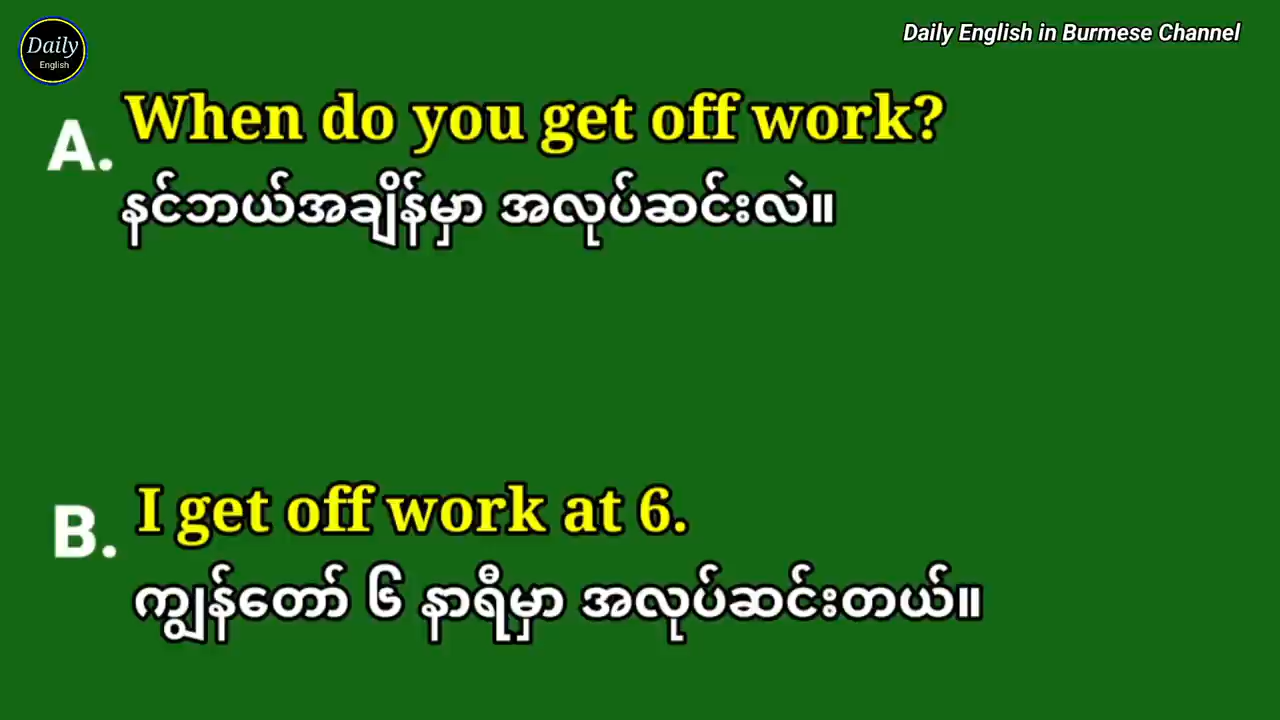 Daily
English
Daily English in Burmese Channel
A. When do you get off work?
နင်ဘယ်အချိန်မှာ အလုပ်ဆင်းလဲ။
B. I get off work at 6.
ကျွန်တော် ၆ နာရီမှာ အလုပ်ဆင်းတယ်။